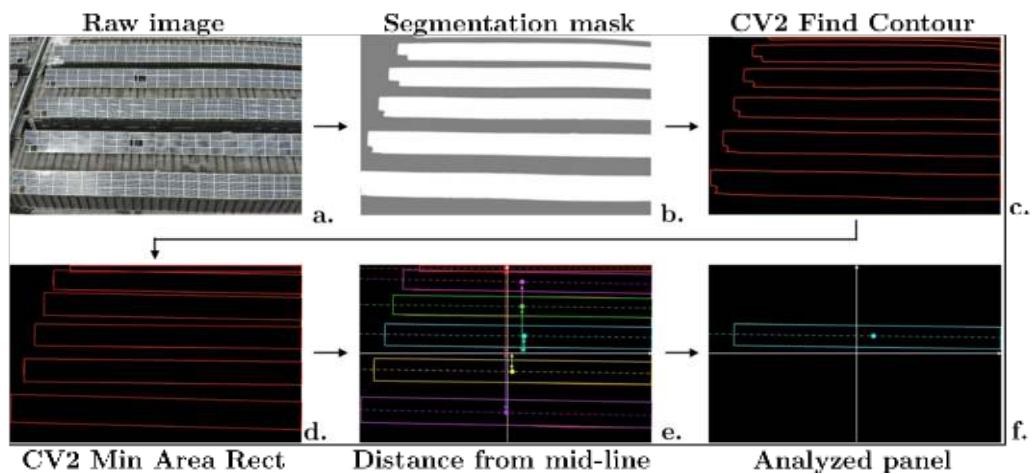 Raw image
Segmentation mask
CV2 Find Contour
a.
b.
c.
d.
e.
f.
CV2 Min Area Rect
Distance from mid-line
Analyzed panel